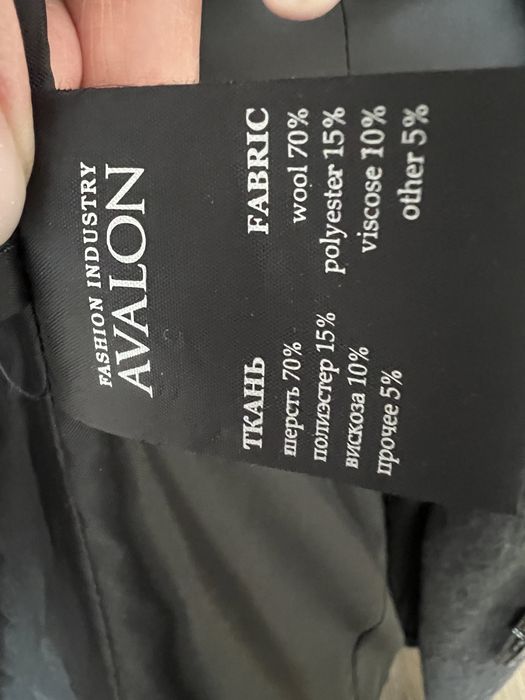 FASHION INDUSTRY
AVALON
ТКАНЬ
шерсть 70%
полиэстер 15%
вискоза 10%
прочее 5%
FABRIC
wool 70%
polyester 15%
viscose 10%
other 5%